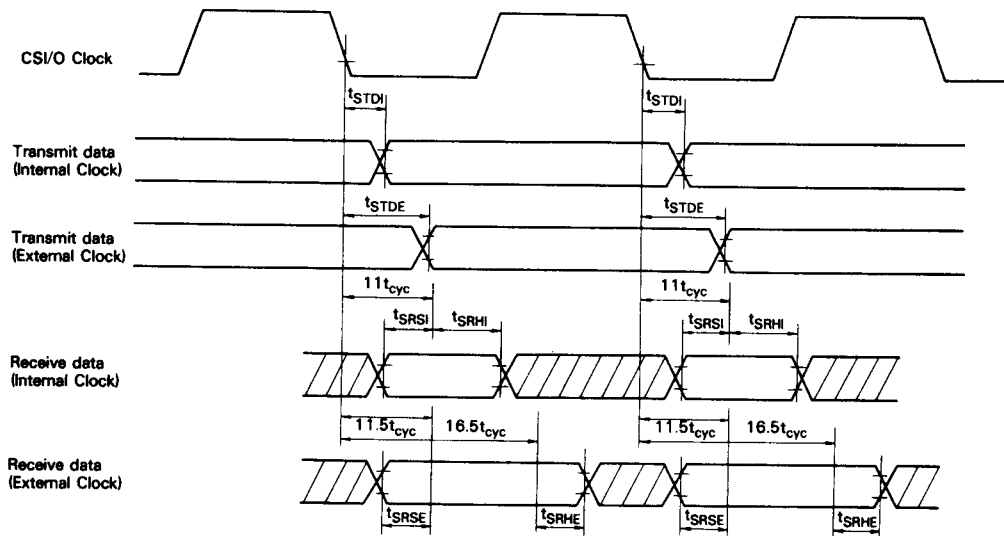 CSI/O Clock
tSTDI tSTDI
Transmit data
(Internal Clock)
tSTDE tSTDE
Transmit data
(External Clock)
11tcyc 11tcyc
tSRSI tSRHI tSRSI tSRHI
Receive data
(Internal Clock)
11.5tcyc 16.5tcyc 11.5tcyc 16.5tcyc
Receive data
(External Clock)
tSRSE tSRHE tSRSE tSRHE